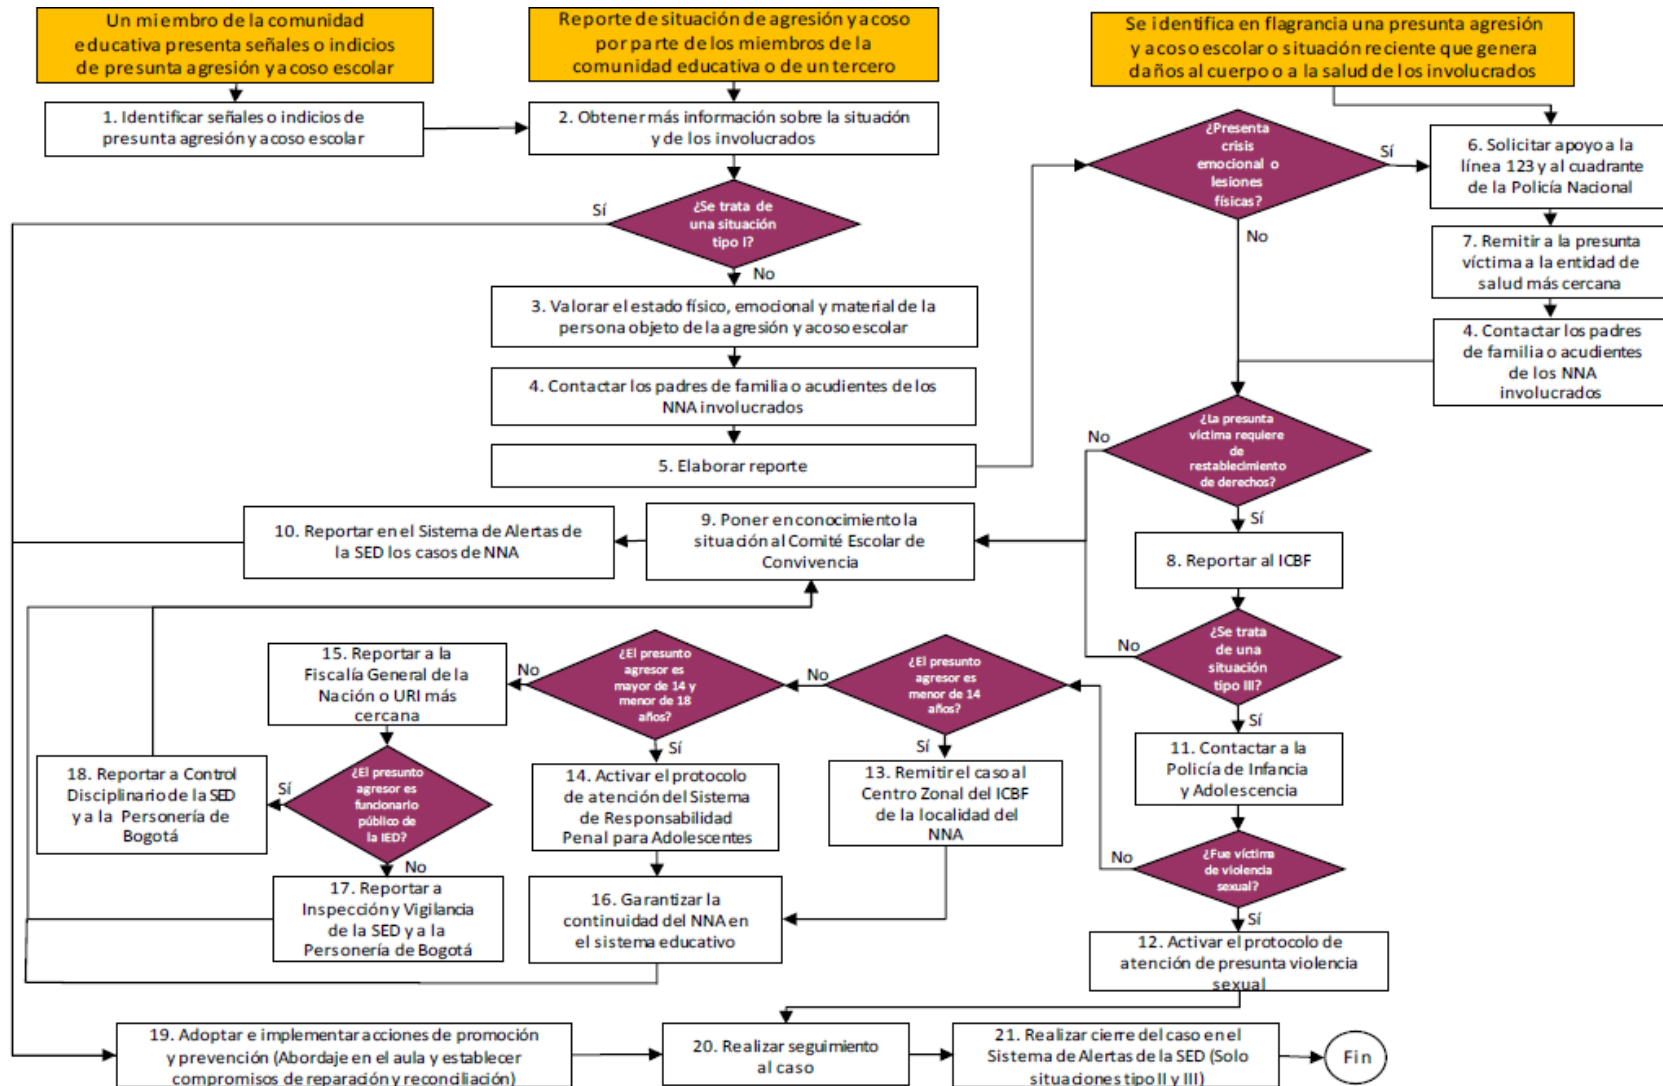 Un miembro de la comunidad
educativa presenta señales o indicios
de presunta agresión y acoso escolar
Reporte de situación de agresión y acoso
por parte de los miembros de la
comunidad educativa o de un tercero
Se identifica en flagrancia una presunta agresión
y acoso escolar o situación reciente que genera
daños al cuerpo o a la salud de los involucrados
1. Identificar señales o indicios de
presunta agresión y acoso escolar
2. Obtener más información sobre la situación
y de los involucrados
¿Presenta
crisis
emocional o
lesiones
físicas?
Sí
No
6. Solicitar apoyo a la
línea 123 y al cuadrante
de la Policía Nacional
¿Se trata de
una situación
tipo I?
Sí
No
7. Remitir a la presunta
víctima a la entidad de
salud más cercana
3. Valorar el estado físico, emocional y material de la
persona objeto de la agresión y acoso escolar
4. Contactar los padres
de familia o acudientes
de los NNA
involucrados
4. Contactar los padres de familia o acudientes de los
NNA involucrados
5. Elaborar reporte
¿La presunta
víctima requiere
de
restablecimiento
de derechos?
No
Sí
10. Reportar en el Sistema de Alertas de
la SED los casos de NNA
9. Poner en conocimiento la
situación al Comité Escolar de
Convivencia
8. Reportar al ICBF
¿Se trata
de una
situación
tipo III?
No
Sí
15. Reportar a la
Fiscalía General de la
Nación o URI más
cercana
No
¿El presunto
agresor es
mayor de 14 y
menor de 18
años?
Sí
No
¿El presunto
agresor es
menor de 14
años?
Sí
11. Contactar a la
Policía de Infancia
y Adolescencia
18. Reportar a Control
Disciplinario de la SED
y a la Personería de
Bogotá
Sí
¿El presunto
agresor es
funcionario
público de
la IED?
No
14. Activar el protocolo
de atención del Sistema
de Responsabilidad
Penal para Adolescentes
13. Remitir el caso al
Centro Zonal del ICBF
de la localidad del
NNA
No
¿Fue víctima
de violencia
sexual?
Sí
17. Reportar a
Inspección y Vigilancia
de la SED y a la
Personería de Bogotá
16. Garantizar la
continuidad del NNA en
el sistema educativo
12. Activar el protocolo de
atención de presunta violencia
sexual
19. Adoptar e implementar acciones de promoción
y prevención (Abordaje en el aula y establecer
compromisos de reparación y reconciliación)
20. Realizar seguimiento
al caso
21. Realizar cierre del caso en el
Sistema de Alertas de la SED (Solo
situaciones tipo II y III)
Fin